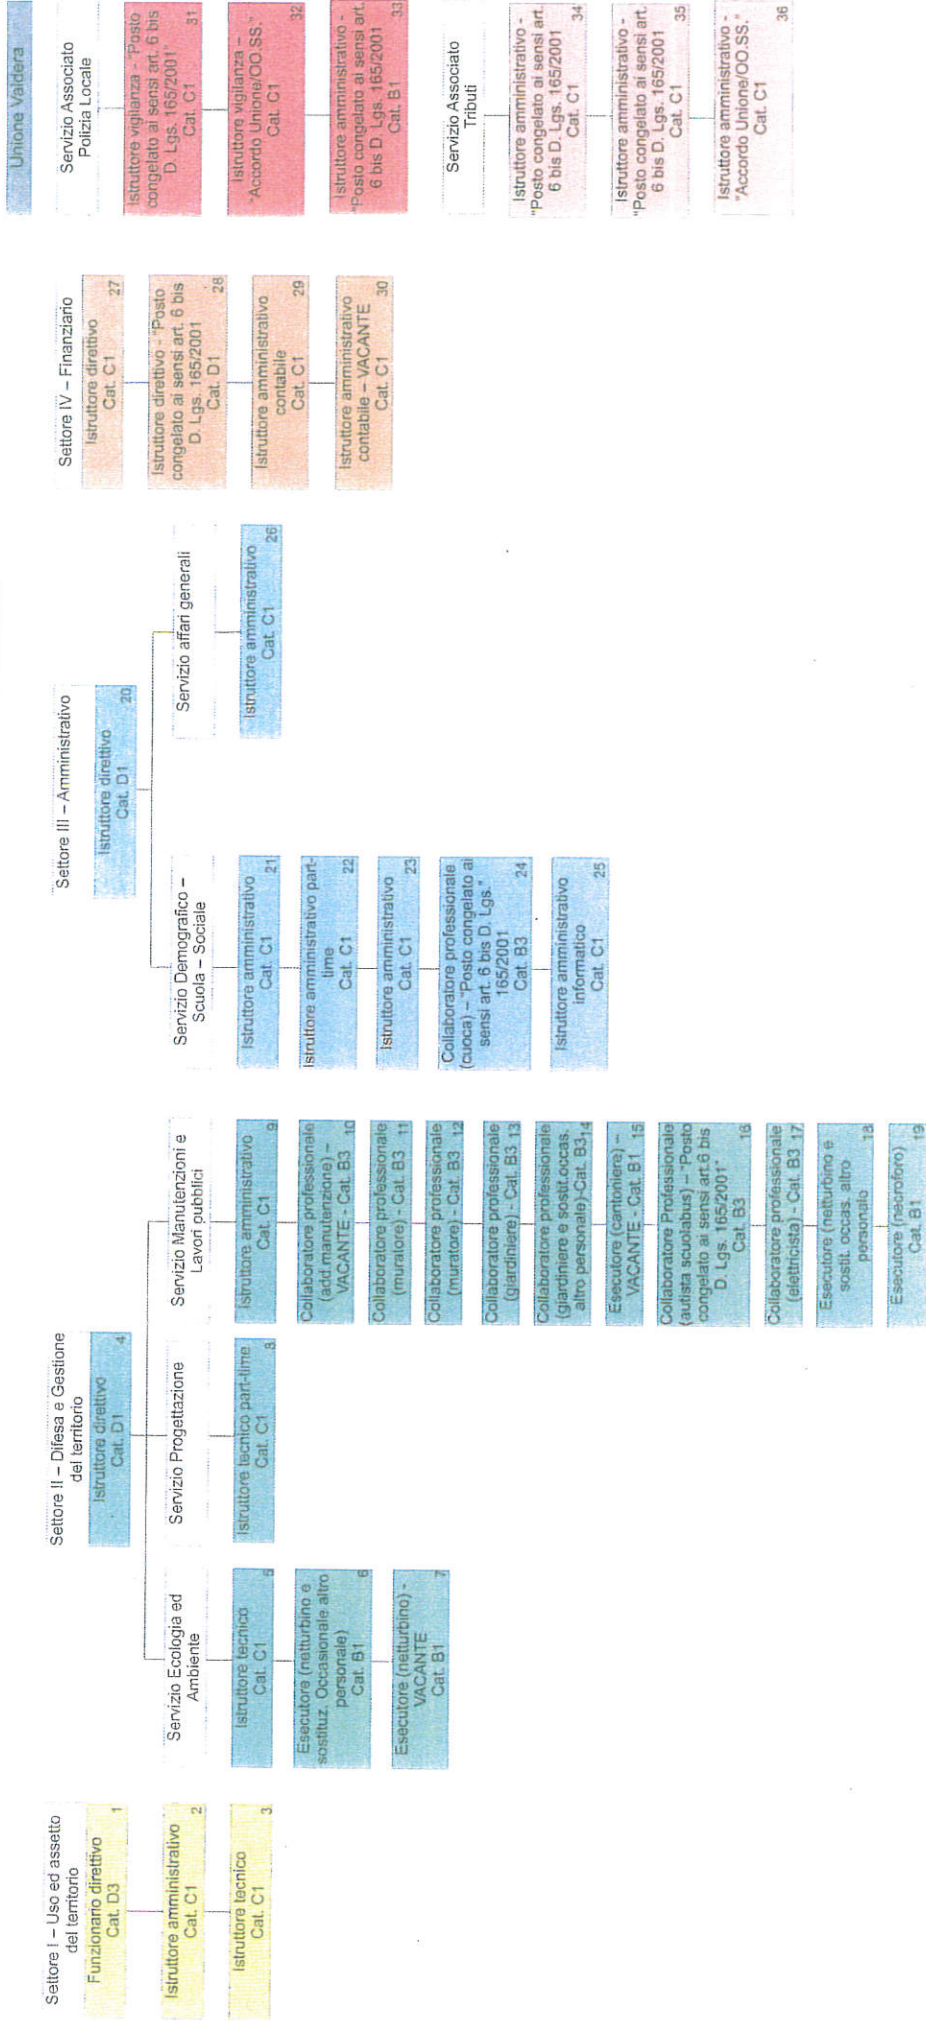 Settore I – Uso ed assetto
del territorio
Funzionario direttivo
Cat. D3
1
Istruttore amministrativo
Cat. C1
2
Istruttore tecnico
Cat. C1
3
Settore II – Difesa e Gestione
del territorio
Istruttore direttivo
Cat. D1
4
Servizio Ecologia ed
Ambiente
Istruttore tecnico
Cat. C1
5
Esecutore (netturbino e
sostituz. Occasionale altro
personale)
Cat. B1
6
Esecutore (netturbino) -
VACANTE
Cat. B1
7
Servizio Progettazione
Istruttore tecnico part-time
Cat. C1
8
Servizio Manutenzioni e
Lavori pubblici
Istruttore amministrativo
Cat. C1
9
Collaboratore professionale
(add.manutenzione) –
VACANTE - Cat. B3
10
Collaboratore professionale
(muratore) - Cat. B3
11
Collaboratore professionale
(muratore) - Cat. B3
12
Collaboratore professionale
(giardiniere) - Cat. B3
13
Collaboratore professionale
(giardiniere e sostit.occas.
altro personale)-Cat. B3
14
Esecutore (cantoniere) –
VACANTE - Cat. B1
15
Collaboratore Professionale
(autista scuolabus) – "Posto
congelato ai sensi art.6 bis
D. Lgs. 165/2001"
Cat. B3
16
Collaboratore professionale
(elettricista) - Cat. B3
17
Esecutore (netturbino e
sostit. occas. altro
personale
18
Esecutore (necroforo)
Cat. B1
19
Settore III – Amministrativo
Istruttore direttivo
Cat. D1
20
Servizio Demografico –
Scuola – Sociale
Istruttore amministrativo
Cat. C1
21
Istruttore amministrativo part-
time
Cat. C1
22
Istruttore amministrativo
Cat. C1
23
Collaboratore professionale
(cuoca) – "Posto congelato ai
sensi art. 6 bis D. Lgs."
165/2001
Cat. B3
24
Istruttore amministrativo
informatico
Cat. C1
25
Servizio affari generali
Istruttore amministrativo
Cat. C1
26
Settore IV – Finanziario
Istruttore direttivo
Cat. C1
27
Istruttore direttivo - "Posto
congelato ai sensi art. 6 bis
D. Lgs. 165/2001
Cat. D1
28
Istruttore amministrativo
contabile
Cat. C1
29
Istruttore amministrativo
contabile – VACANTE
Cat. C1
30
Unione Valdera
Servizio Associato
Polizia Locale
Istruttore vigilanza - "Posto
congelato ai sensi art. 6 bis
D. Lgs. 165/2001"
Cat. C1
31
Istruttore vigilanza –
"Accordo Unione/OO.SS."
Cat. C1
32
Istruttore amministrativo -
"Posto congelato ai sensi art.
6 bis D. Lgs. 165/2001
Cat. B1
33
Servizio Associato
Tributi
Istruttore amministrativo -
"Posto congelato ai sensi art.
6 bis D. Lgs. 165/2001
Cat. C1
34
Istruttore amministrativo -
"Posto congelato ai sensi art.
6 bis D. Lgs. 165/2001
Cat. C1
35
Istruttore amministrativo -
"Accordo Unione/OO.SS."
Cat. C1
36